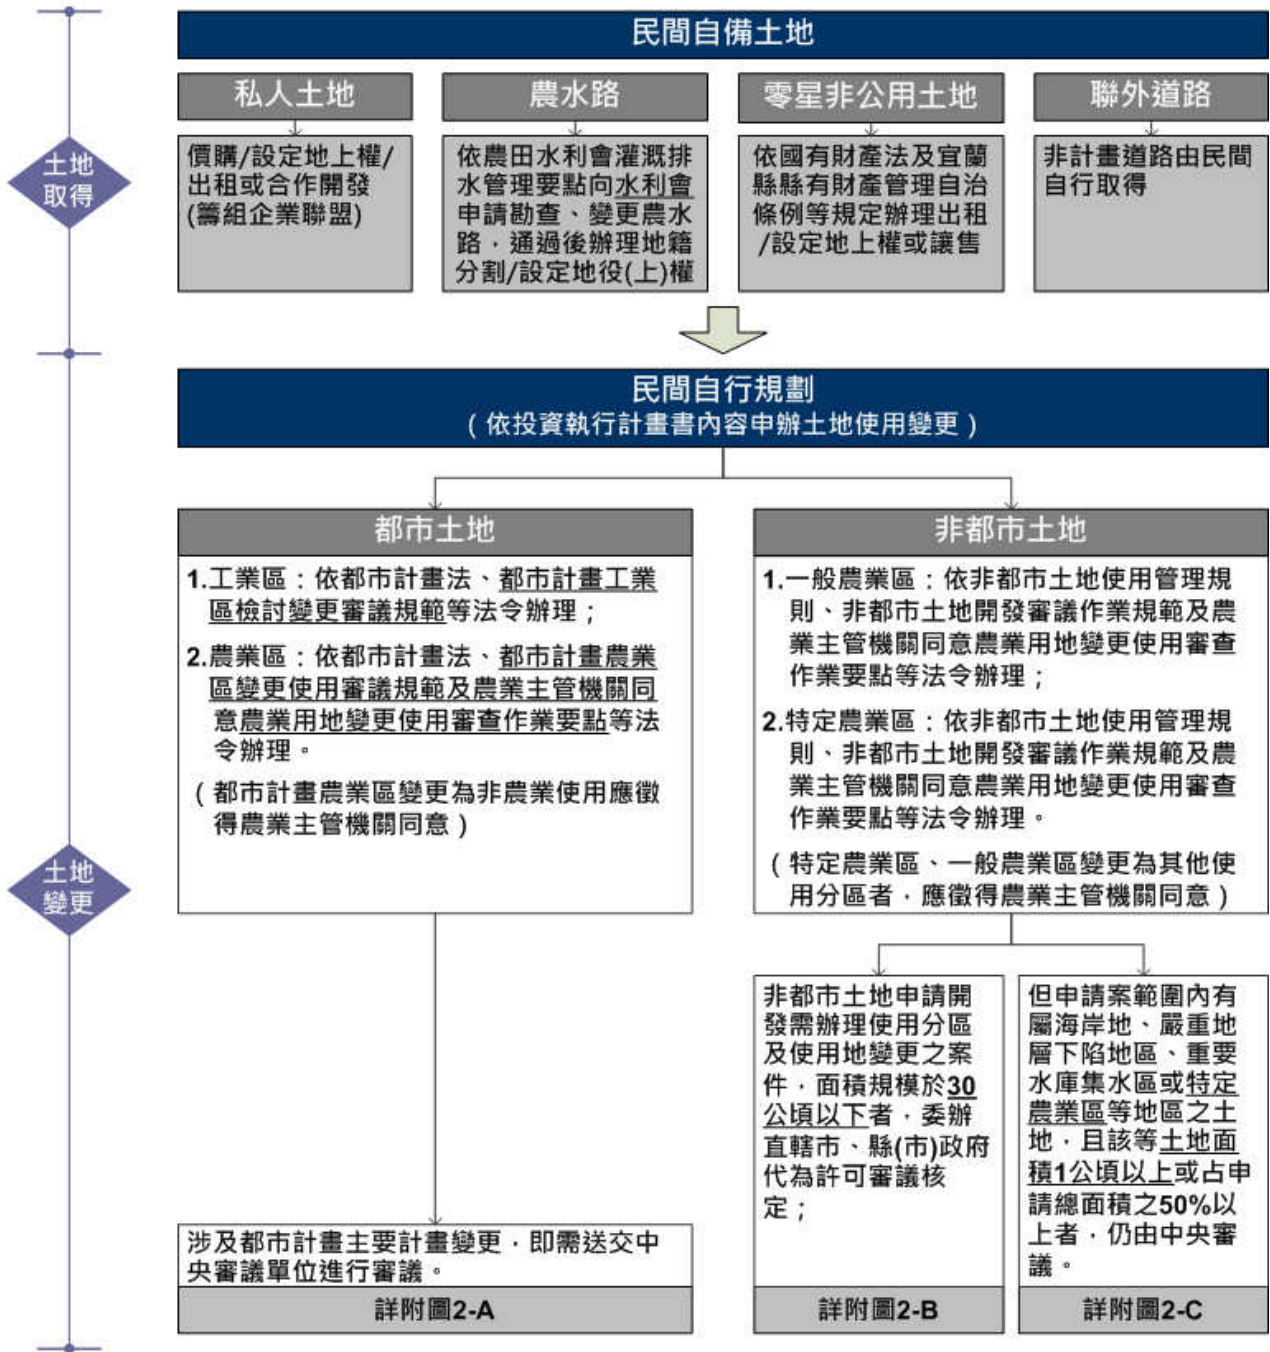 民間自備土地
土地
取得
私人土地
價購/設定地上權/
出租或合作開發
(籌組企業聯盟)
農水路
依農田水利會灌溉排
水管理要點向水利會
申請勘查、變更農水
路，通過後辦理地籍
分割/設定地役(上)權
零星非公用土地
依國有財產法及宜蘭
縣縣有財產管理自治
條例等規定辦理出租
/設定地上權或讓售
聯外道路
非計畫道路由民間
自行取得
民間自行規劃
（依投資執行計畫書內容申辦土地使用變更）
土地
變更
都市土地
1.工業區：依都市計畫法、都市計畫工業
區檢討變更審議規範等法令辦理；
2.農業區：依都市計畫法、都市計畫農業
區變更使用審議規範及農業主管機關同
意農業用地變更使用審查作業要點等法
令辦理。
（都市計畫農業區變更為非農業使用應徵
得農業主管機關同意）
涉及都市計畫主要計畫變更，即需送交中
央審議單位進行審議。
詳附圖2-A
非都市土地
1.一般農業區：依非都市土地使用管理規
則、非都市土地開發審議作業規範及農
業主管機關同意農業用地變更使用審查
作業要點等法令辦理；
2.特定農業區：依非都市土地使用管理規
則、非都市土地開發審議作業規範及農
業主管機關同意農業用地變更使用審查
作業要點等法令辦理。
（特定農業區、一般農業區變更為其他使
用分區者，應徵得農業主管機關同意）
非都市土地申請開
發需辦理使用分區
及使用地變更之案
件，面積規模於30
公頃以下者，委辦
直轄市、縣(市)政府
代為許可審議核
定；
詳附圖2-B
但申請案範圍內有
屬海岸地、嚴重地
層下陷地區、重要
水庫集水區或特定
農業區等地區之土
地，且該等土地面
積1公頃以上或占申
請總面積之50%以
上者，仍由中央審
議。
詳附圖2-C